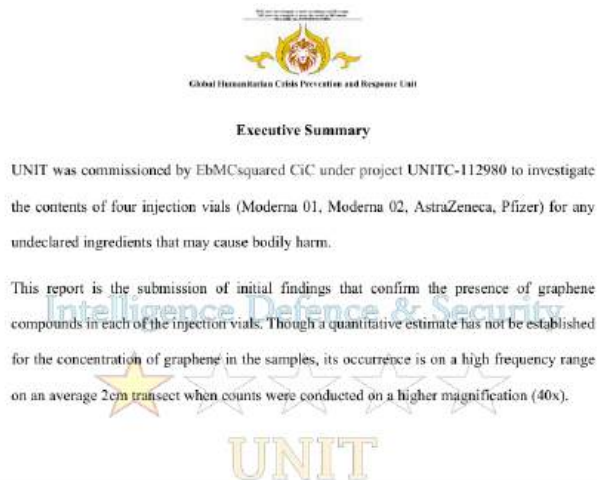 Global Humanitarian Crisis Prevention and Response Unit
Executive Summary
UNIT was commissioned by EbMCsquared CiC under project UNITC-112980 to investigate
the contents of four injection vials (Moderna 01, Moderna 02, AstraZeneca, Pfizer) for any
undeclared ingredients that may cause bodily harm.
This report is the submission of initial findings that confirm the presence of graphene
Intelligence Defence & Security
compounds in each of the injection vials. Though a quantitative estimate has not be established
for the concentration of graphene in the samples, its occurrence is on a high frequency range
on an average 2cm transect when counts were conducted on a higher magnification (40x).
UNIT